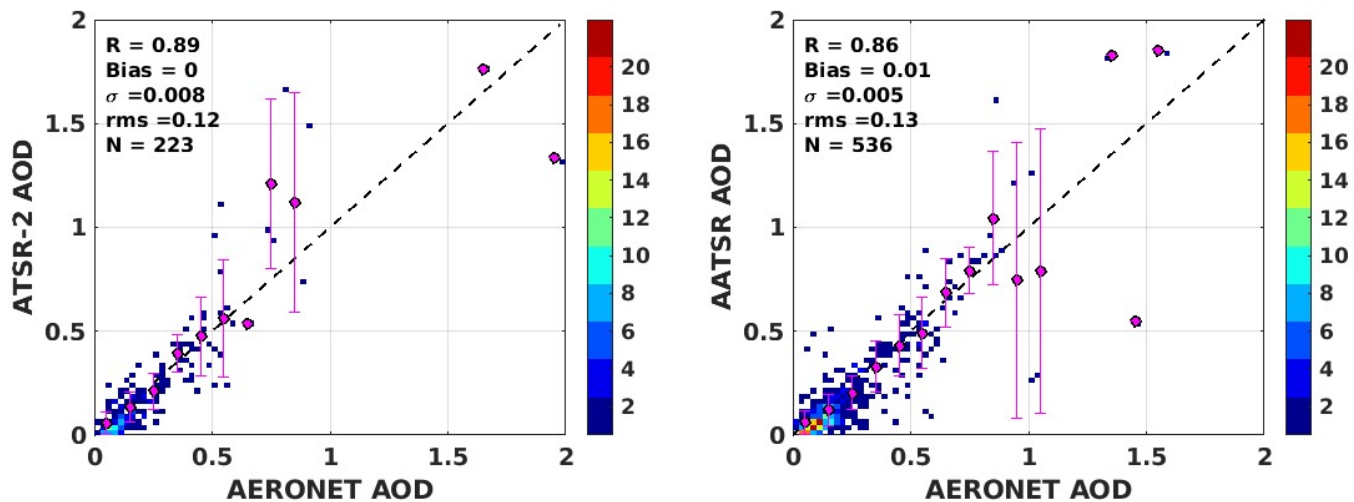 R = 0.89
Bias = 0
σ =0.008
rms =0.12
N = 223
ATSR-2 AOD
2
1.5
1
0.5
0
0 0.5 1 1.5 2
AERONET AOD
20
18
16
14
12
10
8
6
4
2
R = 0.86
Bias = 0.01
σ =0.005
rms =0.13
N = 536
AATSR AOD
2
1.5
1
0.5
0
0 0.5 1 1.5 2
AERONET AOD
20
18
16
14
12
10
8
6
4
2